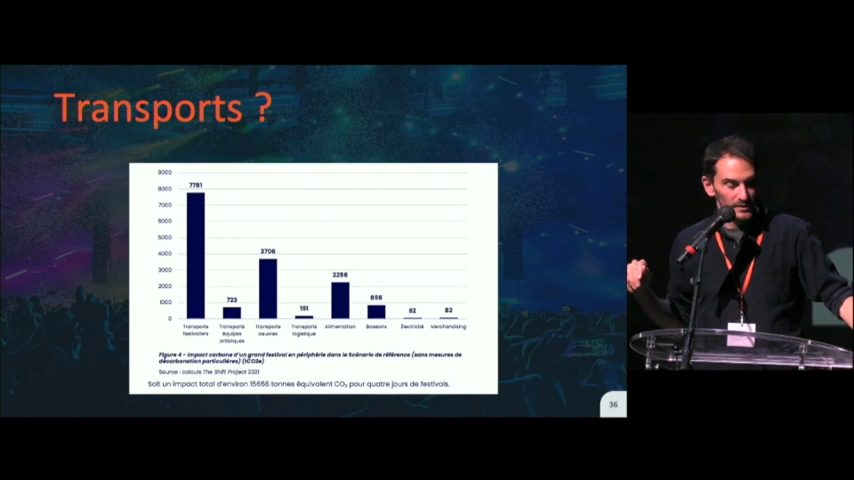 Transports ?
9000
8000
7000
6000
5000
4000
3000
2000
1000
0
7781
723
3706
191
2256
856
62
82
Transports festivaliers
Transports équipes artistiques
Transports oeuvres
Transports logistique
Alimentation
Boissons
Électricité
Merchandising
Figure 4 - Impact carbone d'un grand festival en périphérie dans le Scénario de référence (sans mesures de
décarbonation particulières) (tCO2e)
Source : calculs The Shift Project 2021
Soit un impact total d'environ 15656 tonnes équivalent CO₂ pour quatre jours de festivals.
36